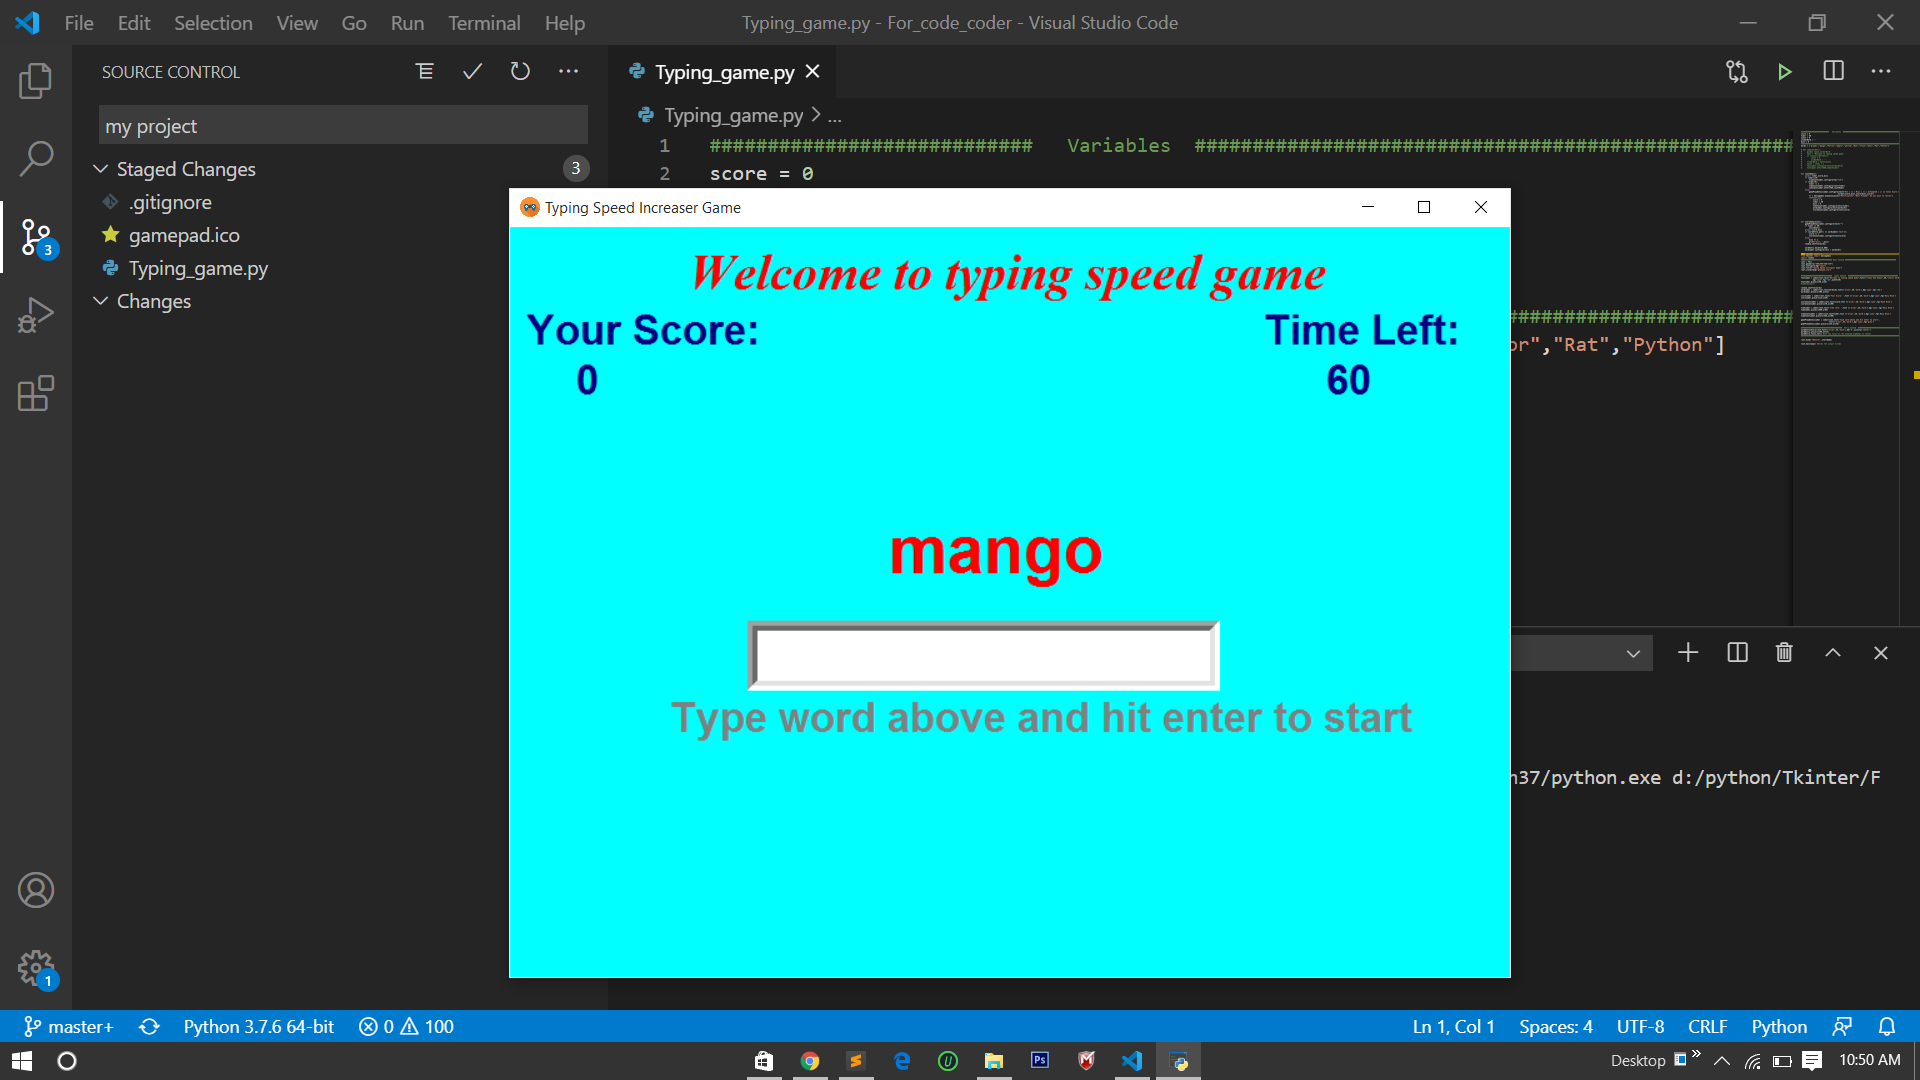 File Edit Selection View Go Run Terminal Help
Typing_game.py - For_code_coder - Visual Studio Code
SOURCE CONTROL
my project
Staged Changes 3
.gitignore
gamepad.ico
Typing_game.py
Changes
3
1
Typing_game.py
Typing_game.py > ...
1 ############################ Variables ####################################################
2 score = 0
Typing Speed Increaser Game
Welcome to typing speed game
Your Score: Time Left:
0 60
mango
Type word above and hit enter to start
#########################
or","Rat","Python"]
37/python.exe d:/python/Tkinter/F
master+ Python 3.7.6 64-bit 0 100 Ln 1, Col 1 Spaces: 4 UTF-8 CRLF Python
Ps
Desktop 10:50 AM